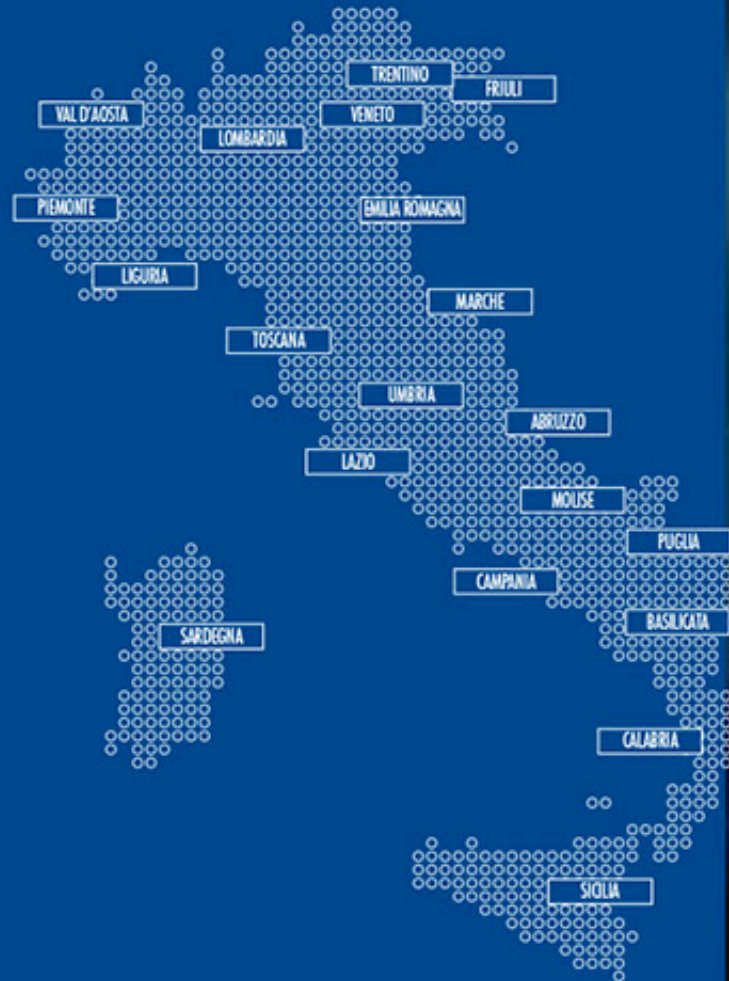 TRENTINO
FRIULI
VAL D'AOSTA
VENETO
LOMBARDIA
PIEMONTE
EMILIA ROMAGNA
LIGURIA
MARCHE
TOSCANA
UMBRIA
ABRUZZO
LAZIO
MOLISE
PUGLIA
CAMPANIA
BASILICATA
SARDEGNA
CALABRIA
SICILIA